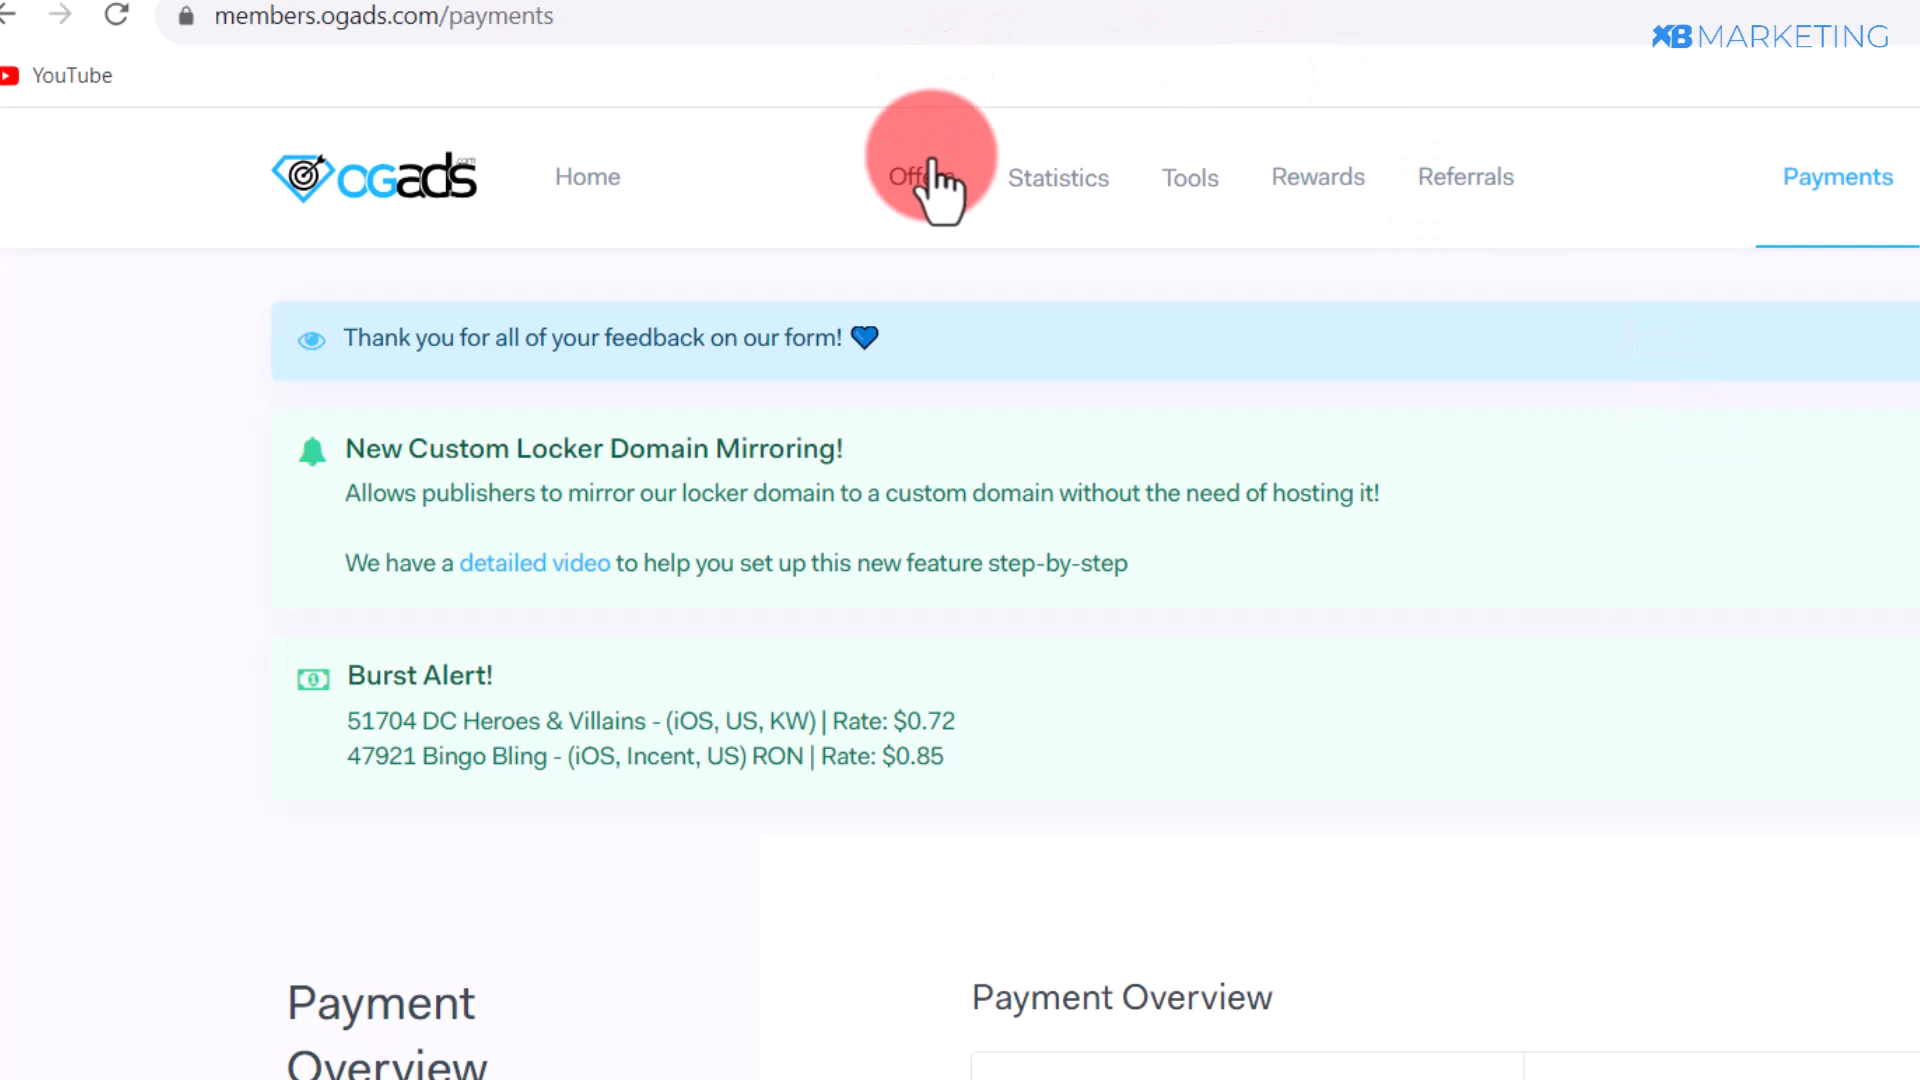 members.ogads.com/payments
XB MARKETING
YouTube
ogads.com
Home
Statistics
Tools
Rewards
Referrals
Payments
Thank you for all of your feedback on our form! 💙
New Custom Locker Domain Mirroring!
Allows publishers to mirror our locker domain to a custom domain without the need of hosting it!
We have a detailed video to help you set up this new feature step-by-step
Burst Alert!
51704 DC Heroes & Villains - (iOS, US, KW) | Rate: $0.72
47921 Bingo Bling - (iOS, Incent, US) RON | Rate: $0.85
Payment
Overview
Payment Overview